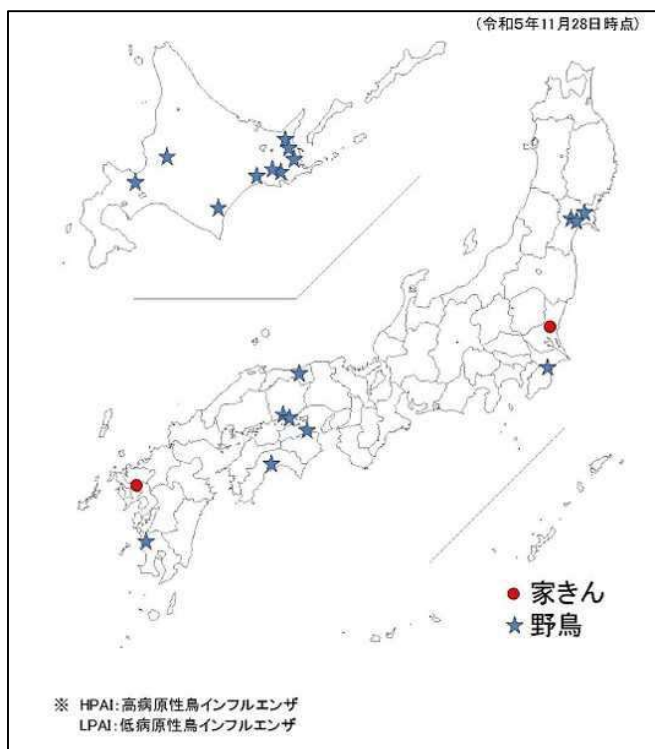 (令和5年11月28日時点)
家きん
野鳥
※ HPAI:高病原性鳥インフルエンザ
LPAI:低病原性鳥インフルエンザ